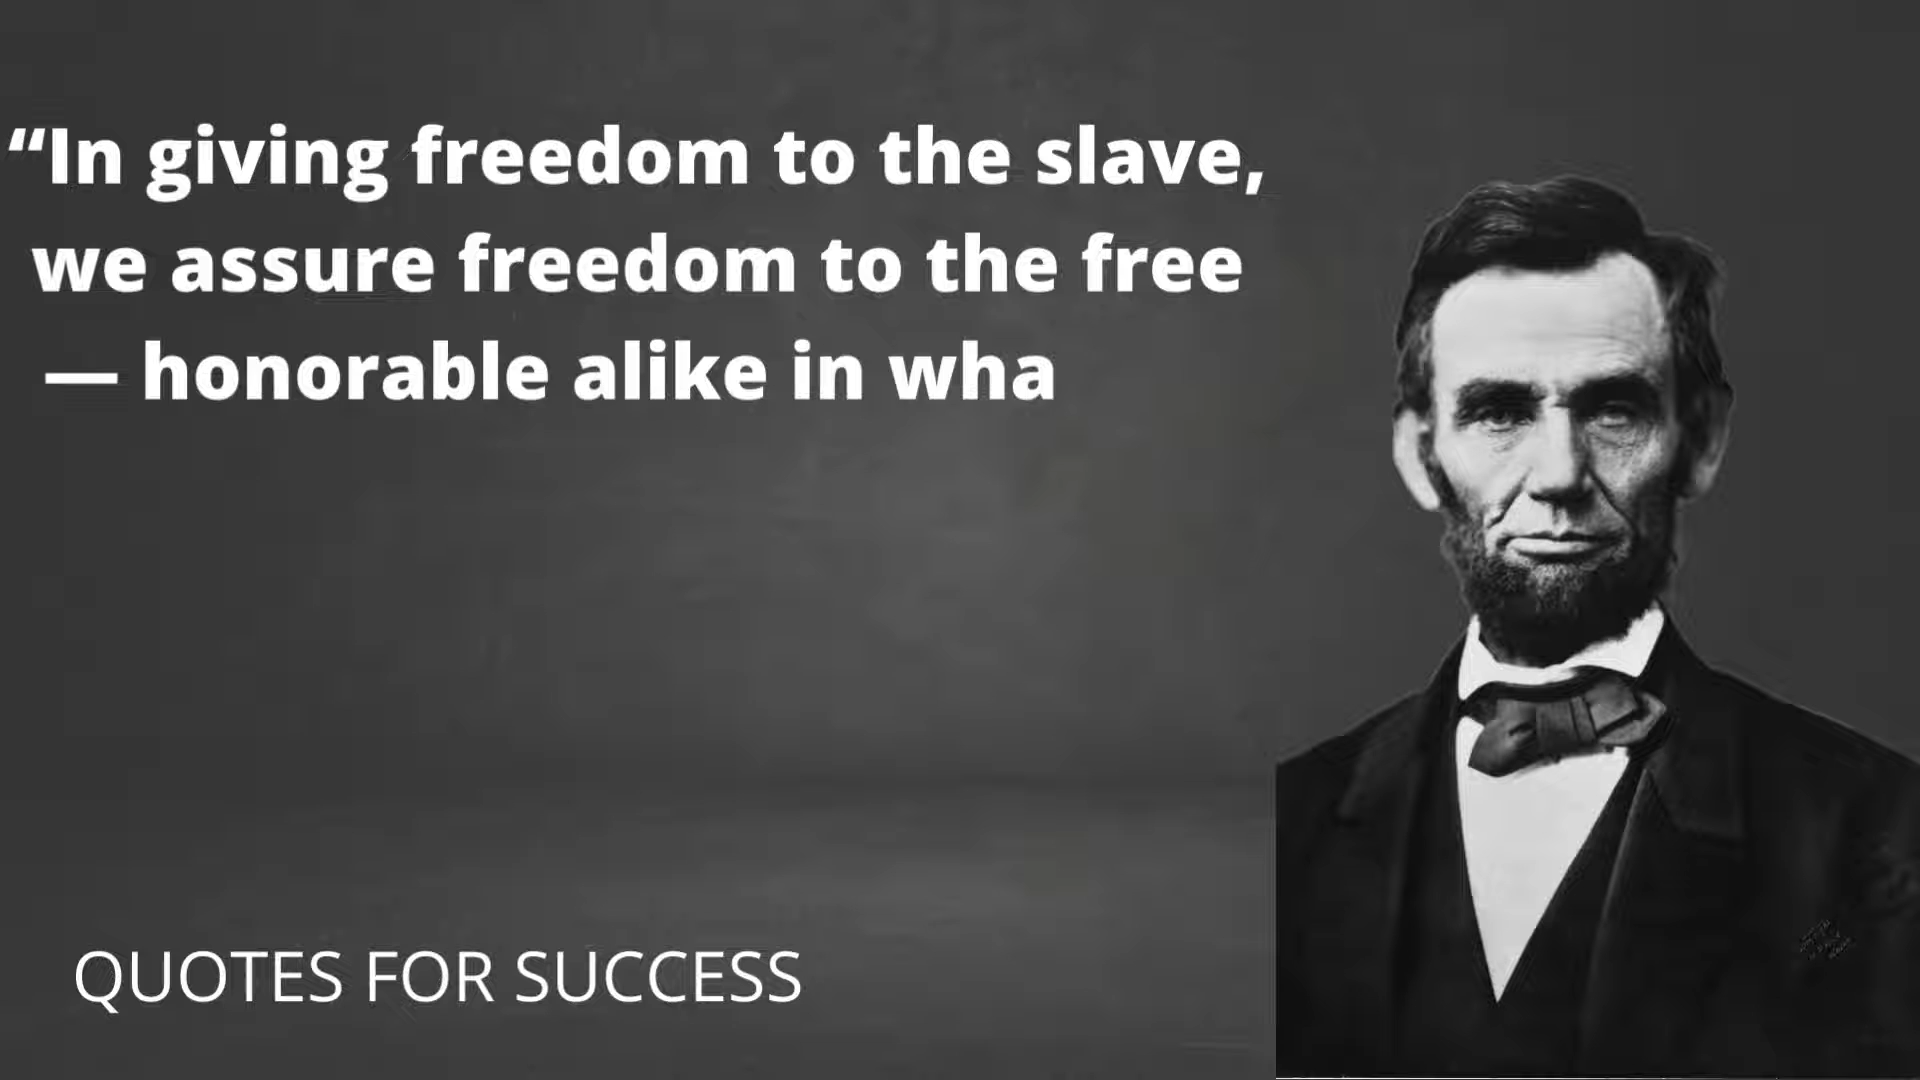 “In giving freedom to the slave,
we assure freedom to the free
— honorable alike in wha
QUOTES FOR SUCCESS